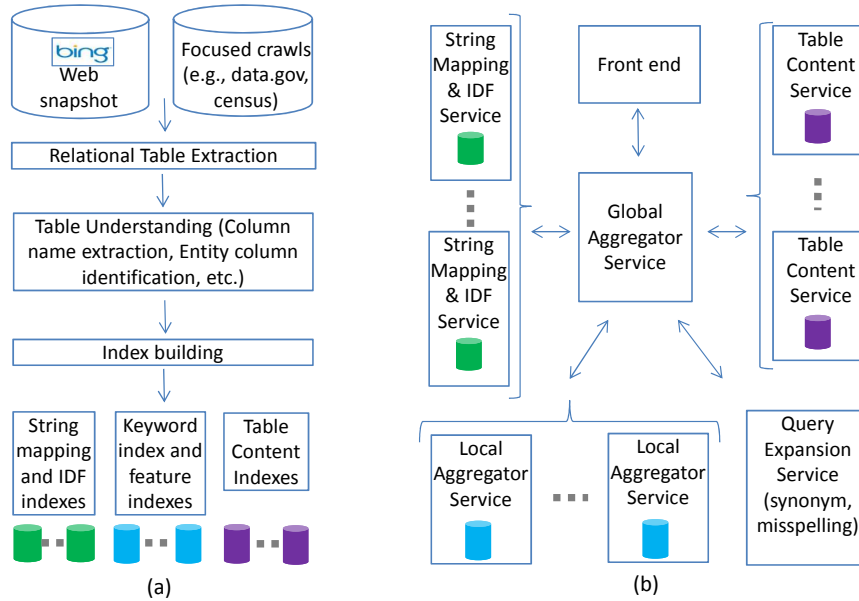 bing
Web
snapshot
Focused crawls
(e.g., data.gov,
census)
Relational Table Extraction
Table Understanding (Column
name extraction, Entity column
identification, etc.)
Index building
String
mapping
and IDF
indexes
Keyword
index and
feature
indexes
Table
Content
Indexes
(a)
String
Mapping
& IDF
Service
String
Mapping
& IDF
Service
Front end
Global
Aggregator
Service
Table
Content
Service
Table
Content
Service
Local
Aggregator
Service
Local
Aggregator
Service
Query
Expansion
Service
(synonym,
misspelling)
(b)